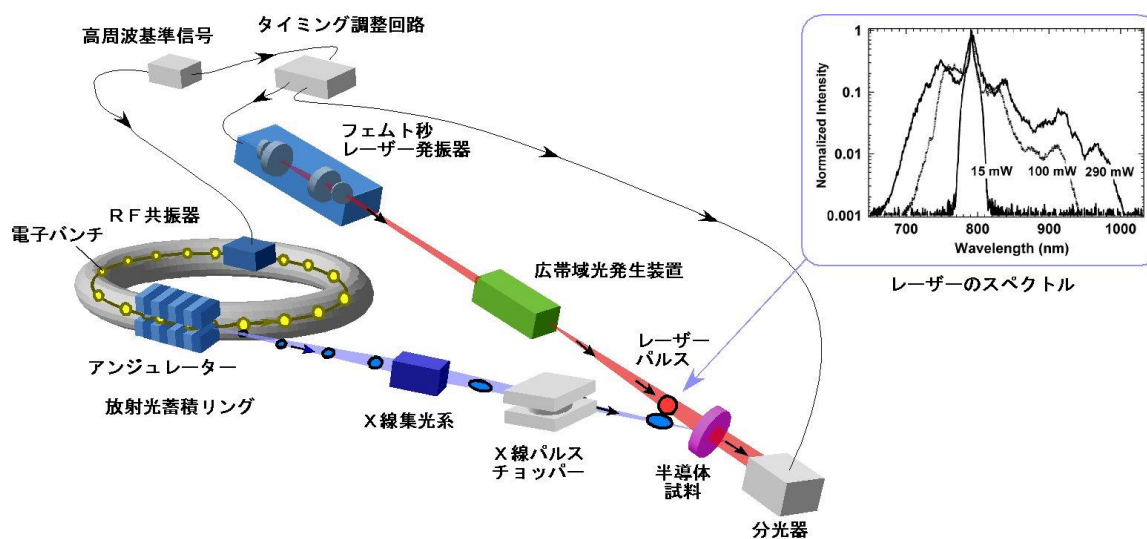 高周波基準信号
タイミング調整回路
フェムト秒
レーザー発振器
RF共振器
電子バンチ
広帯域光発生装置
レーザー
パルス
アンジュレーター
放射光蓄積リング
X線集光系
X線パルス
チョッパー
半導体
試料
分光器
Normalized Intensity
1
0.1
0.01
0.001
15 mW
100 mW
290 mW
700
800
900
1000
Wavelength (nm)
レーザーのスペクトル